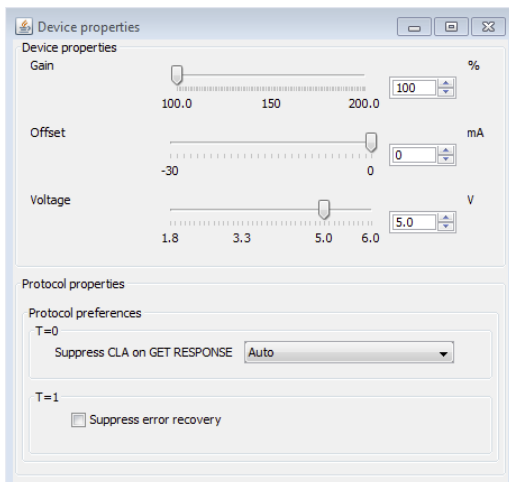 Device properties
Device properties
Gain
%
100
100.0 150 200.0
Offset
mA
0
-30 0
Voltage
V
5.0
1.8 3.3 5.0 6.0
Protocol properties
Protocol preferences
T=0
Suppress CLA on GET RESPONSE Auto
T=1
Suppress error recovery